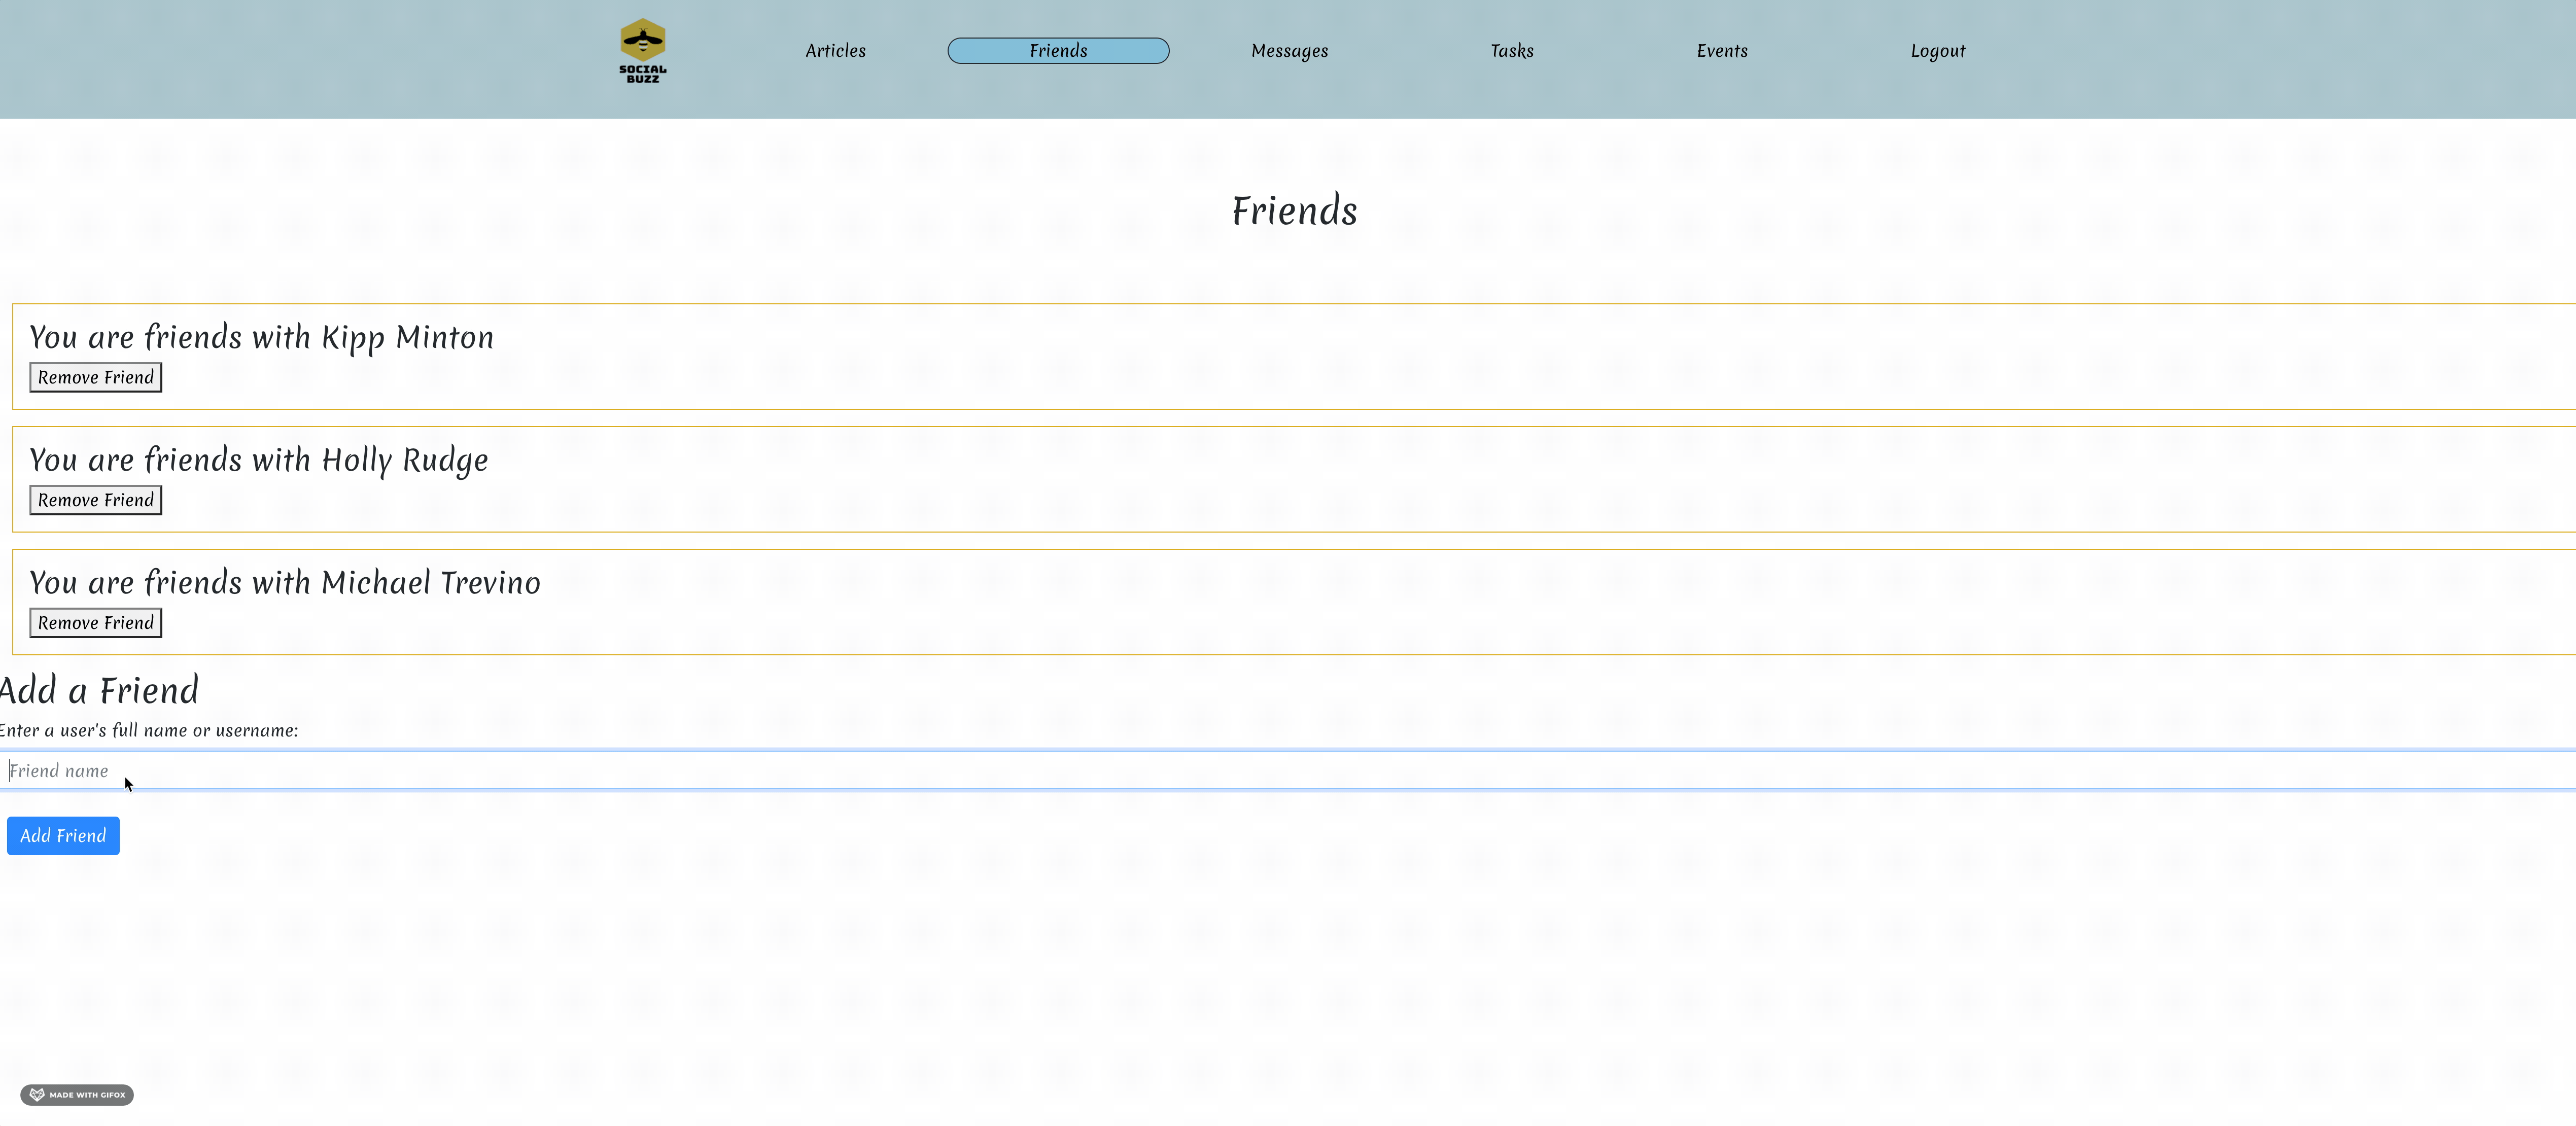 SOCIAL
BUZZ
Articles
Friends
Messages
Tasks
Events
Logout
Friends
You are friends with Kipp Minton
Remove Friend
You are friends with Holly Rudge
Remove Friend
You are friends with Michael Trevino
Remove Friend
Add a Friend
Enter a user's full name or username:
Friend name
Add Friend
MADE WITH GIFOX